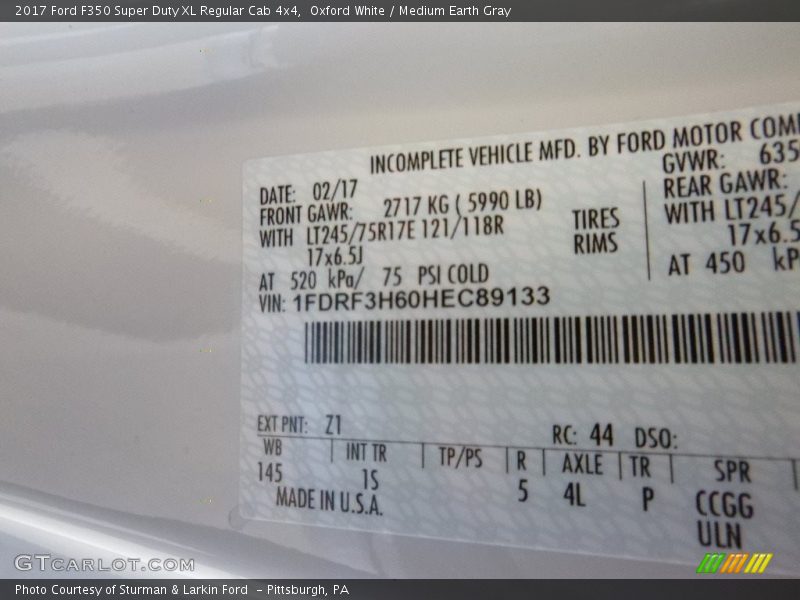 2017 Ford F350 Super Duty XL Regular Cab 4x4,  Oxford White / Medium Earth Gray
INCOMPLETE VEHICLE MFD. BY FORD MOTOR COM
DATE: 02/17
GVWR: 635
FRONT GAWR: 2717 KG ( 5990 LB)
REAR GAWR:
WITH LT245/75R17E 121/118R
TIRES
WITH LT245/
17x6.5J
RIMS
17x6.5
AT 520 kPa/ 75 PSI COLD
AT 450 kP
VIN: 1FDRF3H60HEC89133
EXT PNT: Z1
RC: 44 DSO:
WB | INT TR | TP/PS | R | AXLE | TR | SPR
145 1S 5 4L P CCGG
MADE IN U.S.A. ULN
GTCARLOT.COM
Photo Courtesy of Sturman & Larkin Ford  - Pittsburgh, PA